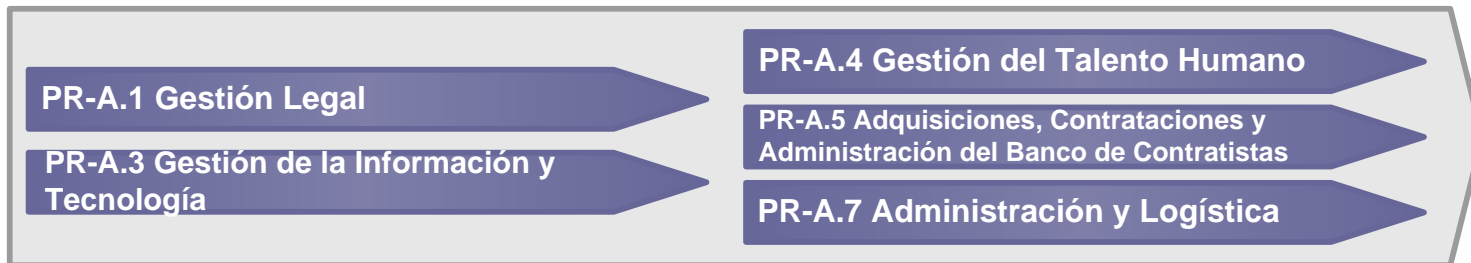 PR-A.1 Gestión Legal
PR-A.3 Gestión de la Información y
Tecnología
PR-A.4 Gestión del Talento Humano
PR-A.5 Adquisiciones, Contrataciones y
Administración del Banco de Contratistas
PR-A.7 Administración y Logística